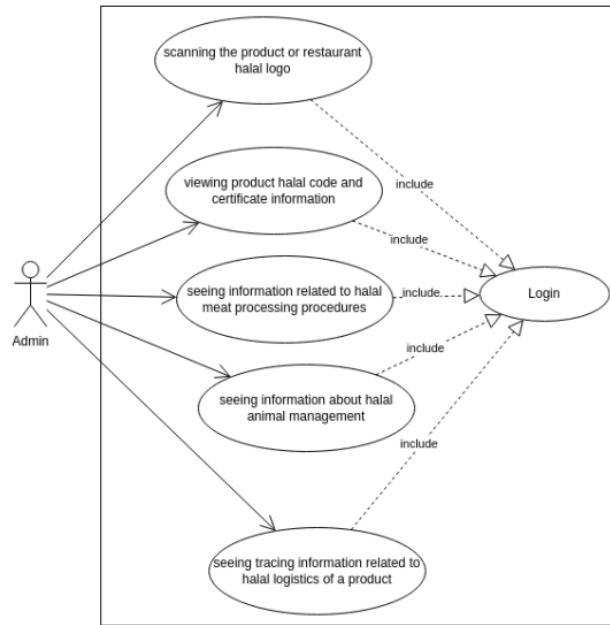 scanning the product or restaurant
halal logo
viewing product halal code and
certificate information
include
include
seeing information related to halal
meat processing procedures
include
Login
Admin
include
seeing information about halal
animal management
include
seeing tracing information related to
halal logistics of a product